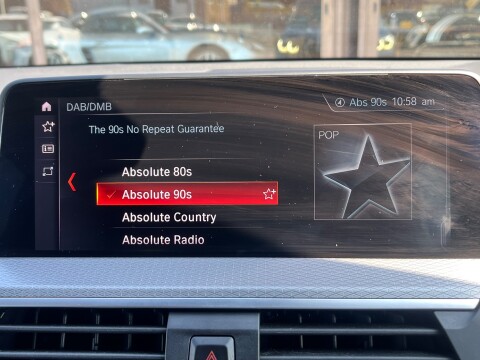 DAB/DMB
Abs 90s 10:58 am
The 90s No Repeat Guarantee
POP
Absolute 80s
Absolute 90s
Absolute Country
Absolute Radio